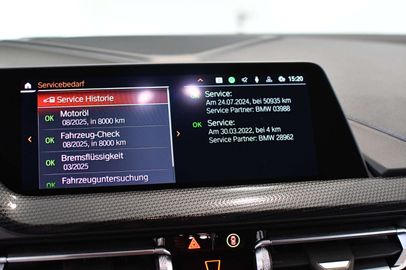 Servicebedarf
15:20
Service Historie
Motoröl
OK 08/2025, in 8000 km
Fahrzeug-Check
OK 08/2025, in 8000 km
Bremsflüssigkeit
OK 03/2025
Fahrzeuguntersuchung
OK
Service:
Am 24.07.2024, bei 50935 km
Service Partner: BMW 03988
OK Service:
Am 30.03.2022, bei 4 km
Service Partner: BMW 28962